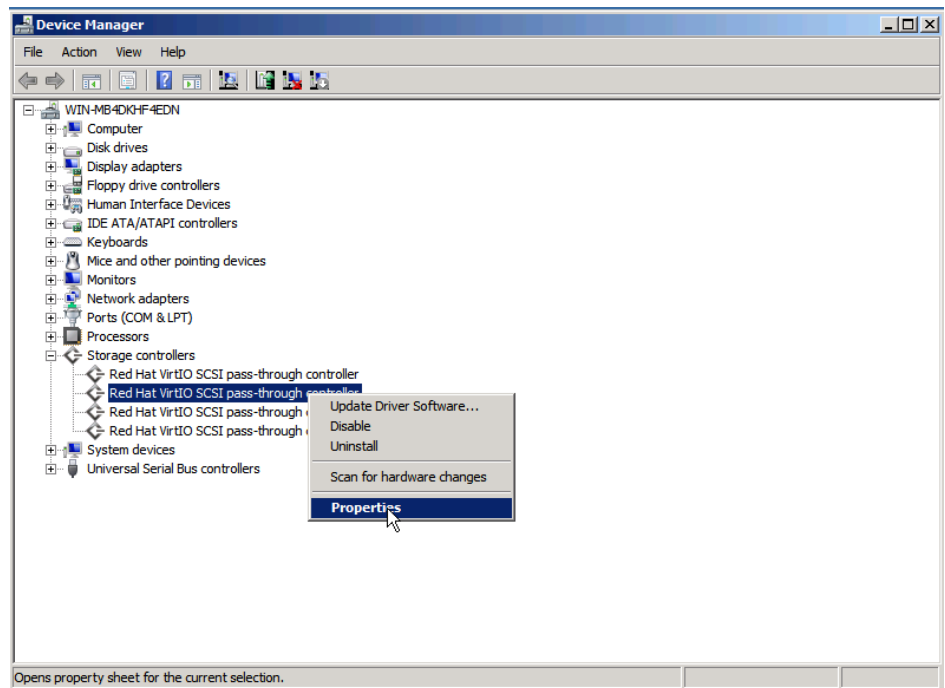 Device Manager
File Action View Help
WIN-MB4DKHF4EDN
Computer
Disk drives
Display adapters
Floppy drive controllers
Human Interface Devices
IDE ATA/ATAPI controllers
Keyboards
Mice and other pointing devices
Monitors
Network adapters
Ports (COM & LPT)
Processors
Storage controllers
Red Hat VirtIO SCSI pass-through controller
Red Hat VirtIO SCSI pass-through controller
Red Hat VirtIO SCSI pass-through
Red Hat VirtIO SCSI pass-through
System devices
Universal Serial Bus controllers
Update Driver Software...
Disable
Uninstall
Scan for hardware changes
Properties
Opens property sheet for the current selection.